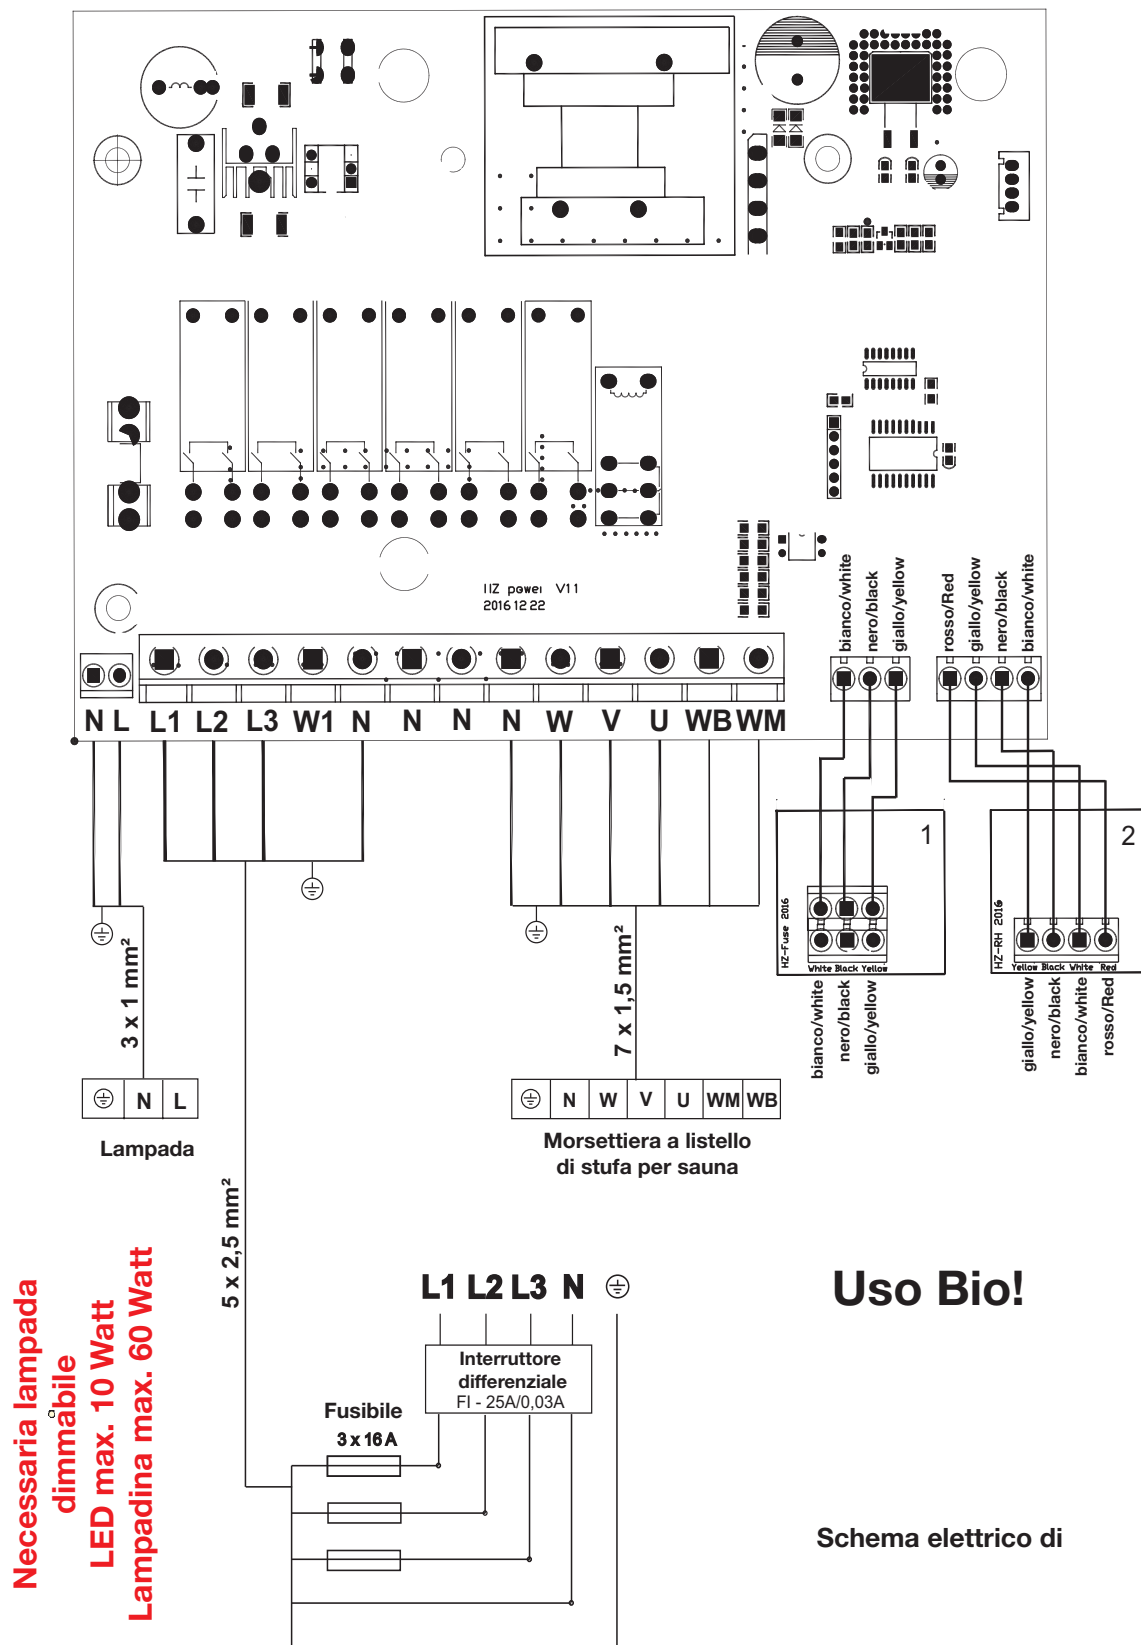 IIZ power V11
2016 12 22
bianco/white
nero/black
giallo/yellow
rosso/Red
giallo/yellow
nero/black
bianco/white
N L L1 L2 L3 W1 N N N N W V U WB WM
1
HZ-Fuse 2016
White Black Yellow
bianco/white
nero/black
giallo/yellow
2
HZ-RH 2016
Yellow Black White Red
giallo/yellow
nero/black
bianco/white
rosso/Red
3 x 1 mm²
7 x 1,5 mm²
N L
Lampada
N W V U WM WB
Morsettiera a listello
di stufa per sauna
5 x 2,5 mm²
L1 L2 L3 N
Interruttore
differenziale
FI - 25A/0,03A
Fusibile
3 x 16 A
Uso Bio!
Necessaria lampada
dimmabile
LED max. 10 Watt
Lampadina max. 60 Watt
Schema elettrico di